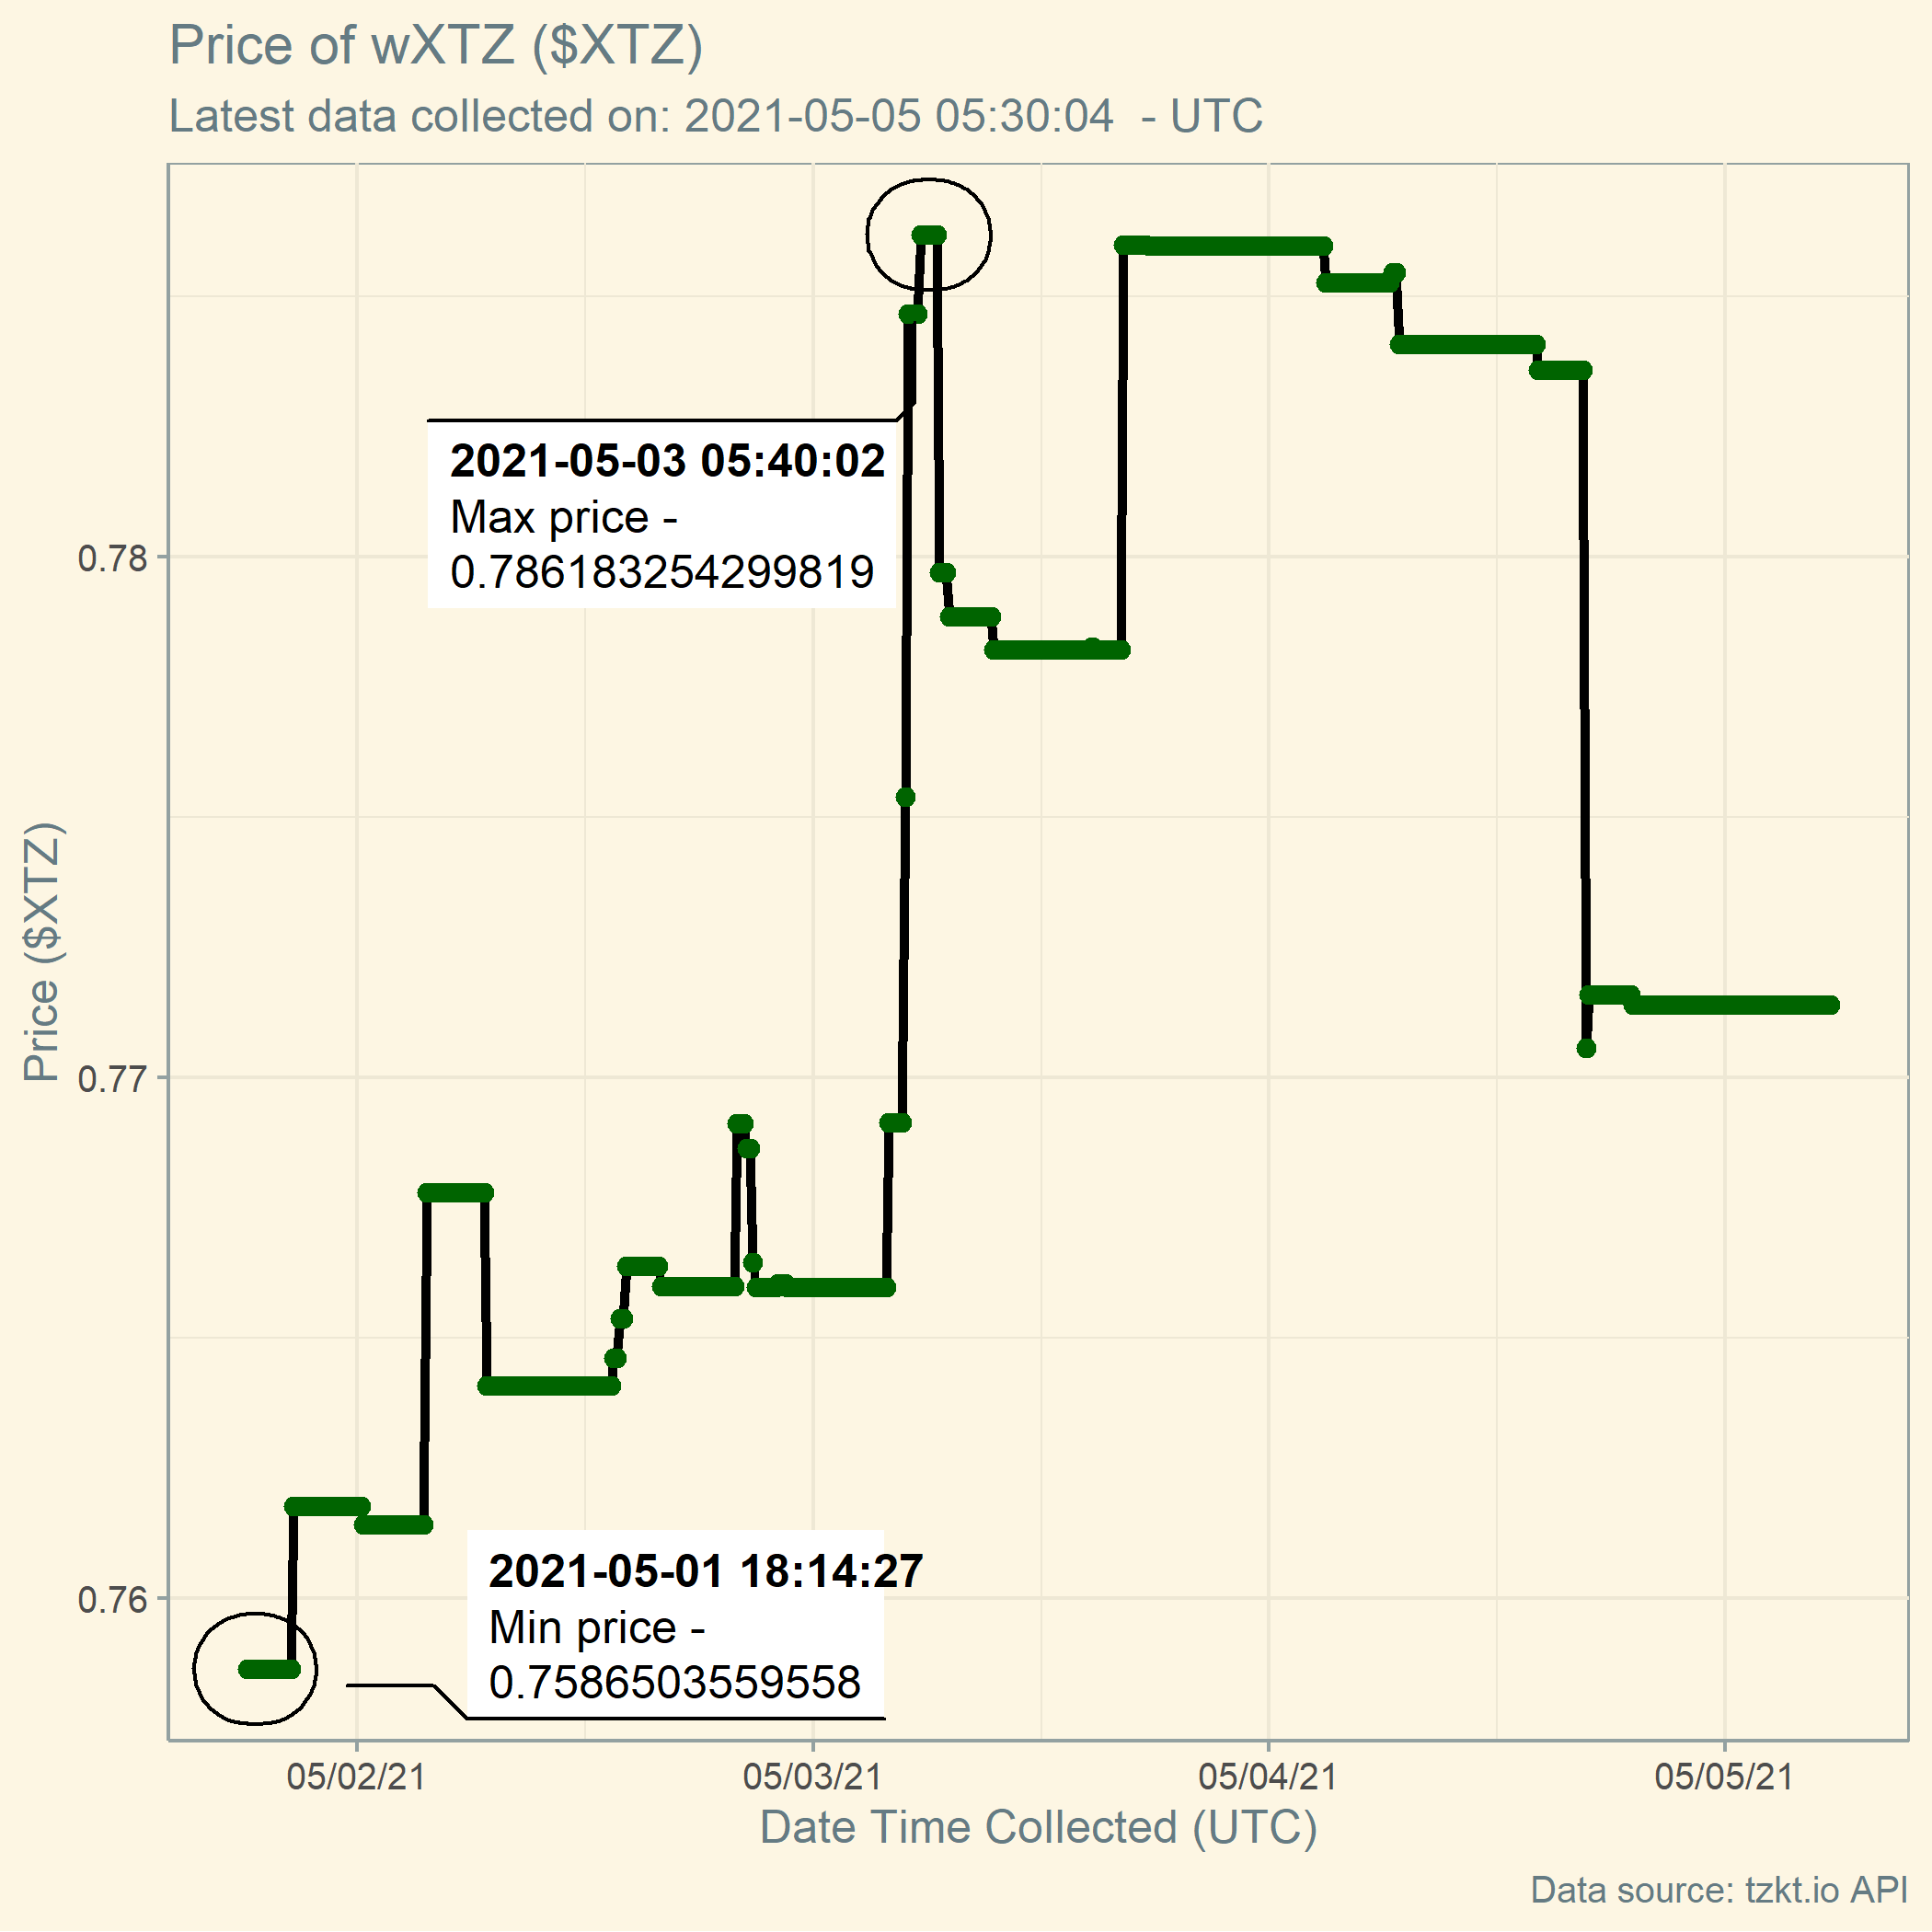 Price of wXTZ ($XTZ)
Latest data collected on: 2021-05-05 05:30:04  - UTC
2021-05-03 05:40:02
Max price -
0.786183254299819
0.78
Price ($XTZ)
0.77
2021-05-01 18:14:27
Min price -
0.7586503559558
0.76
05/02/21
05/03/21
05/04/21
05/05/21
Date Time Collected (UTC)
Data source: tzkt.io API